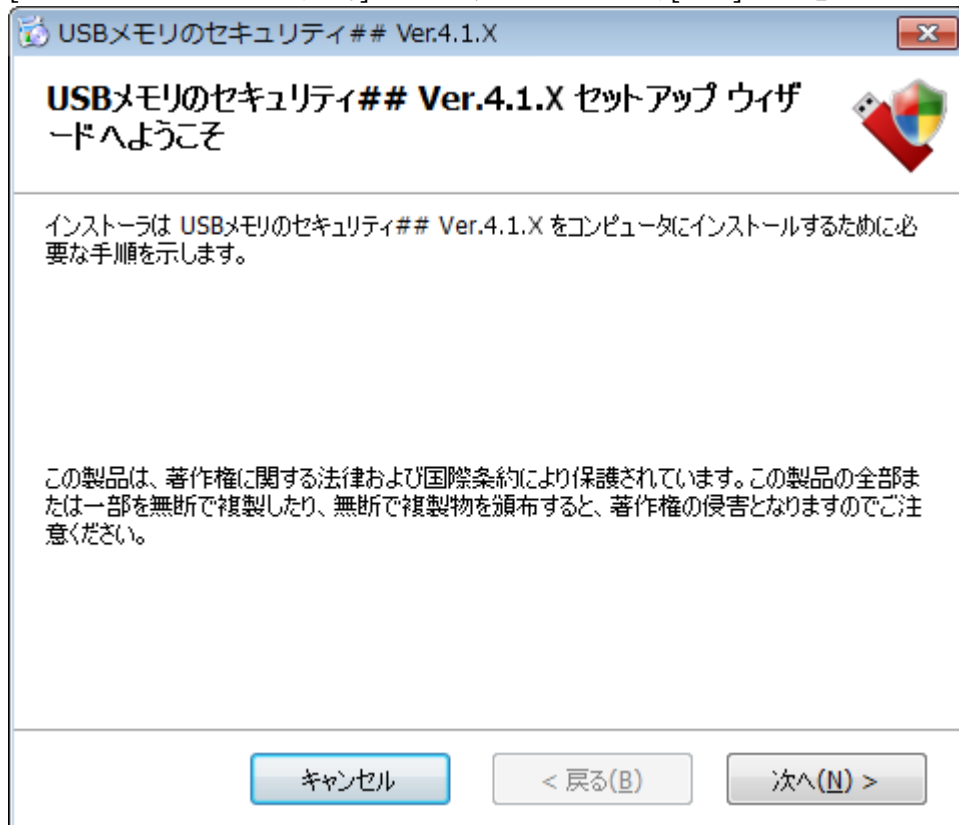 USBメモリのセキュリティ## Ver.4.1.X
USBメモリのセキュリティ## Ver.4.1.X セットアップ ウィザ
ードへようこそ
インストーラは USBメモリのセキュリティ## Ver.4.1.X をコンピュータにインストールするために必
要な手順を示します。
この製品は、著作権に関する法律および国際条約により保護されています。この製品の全部ま
たは一部を無断で複製したり、無断で複製物を頒布すると、著作権の侵害となりますのでご注
意ください。
キャンセル
< 戻る(B)
次へ(N) >